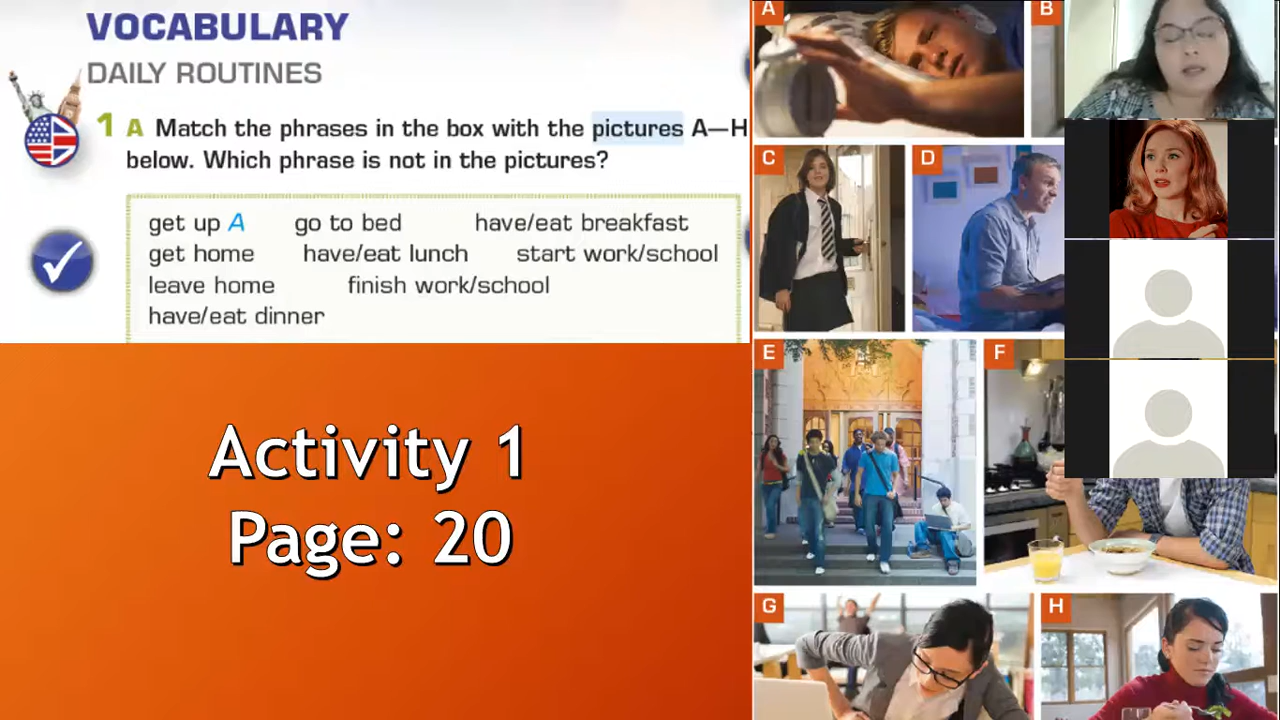 VOCABULARY
DAILY ROUTINES
1 A Match the phrases in the box with the pictures A—H
below. Which phrase is not in the pictures?
get up A go to bed have/eat breakfast
get home have/eat lunch start work/school
leave home finish work/school
have/eat dinner
Activity 1
Page: 20
A
B
C
D
E
F
G
H